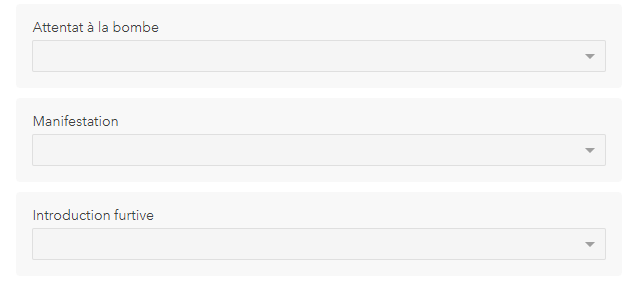 Attentat à la bombe
Manifestation
Introduction furtive